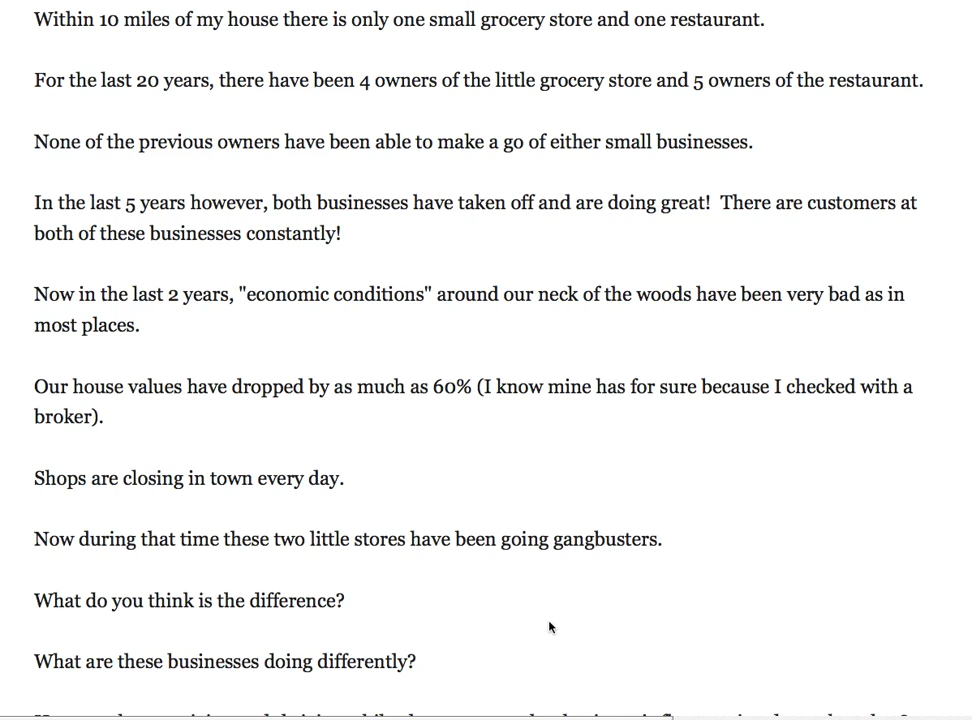 Within 10 miles of my house there is only one small grocery store and one restaurant.
For the last 20 years, there have been 4 owners of the little grocery store and 5 owners of the restaurant.
None of the previous owners have been able to make a go of either small businesses.
In the last 5 years however, both businesses have taken off and are doing great!  There are customers at
both of these businesses constantly!
Now in the last 2 years, "economic conditions" around our neck of the woods have been very bad as in
most places.
Our house values have dropped by as much as 60% (I know mine has for sure because I checked with a
broker).
Shops are closing in town every day.
Now during that time these two little stores have been going gangbusters.
What do you think is the difference?
What are these businesses doing differently?